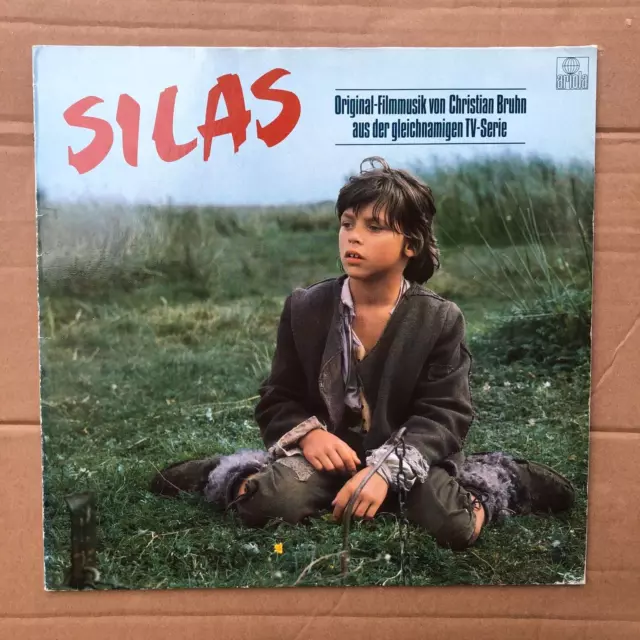 SILAS
Original-Filmmusik von Christian Bruhn
aus der gleichnamigen TV-Serie
ariola